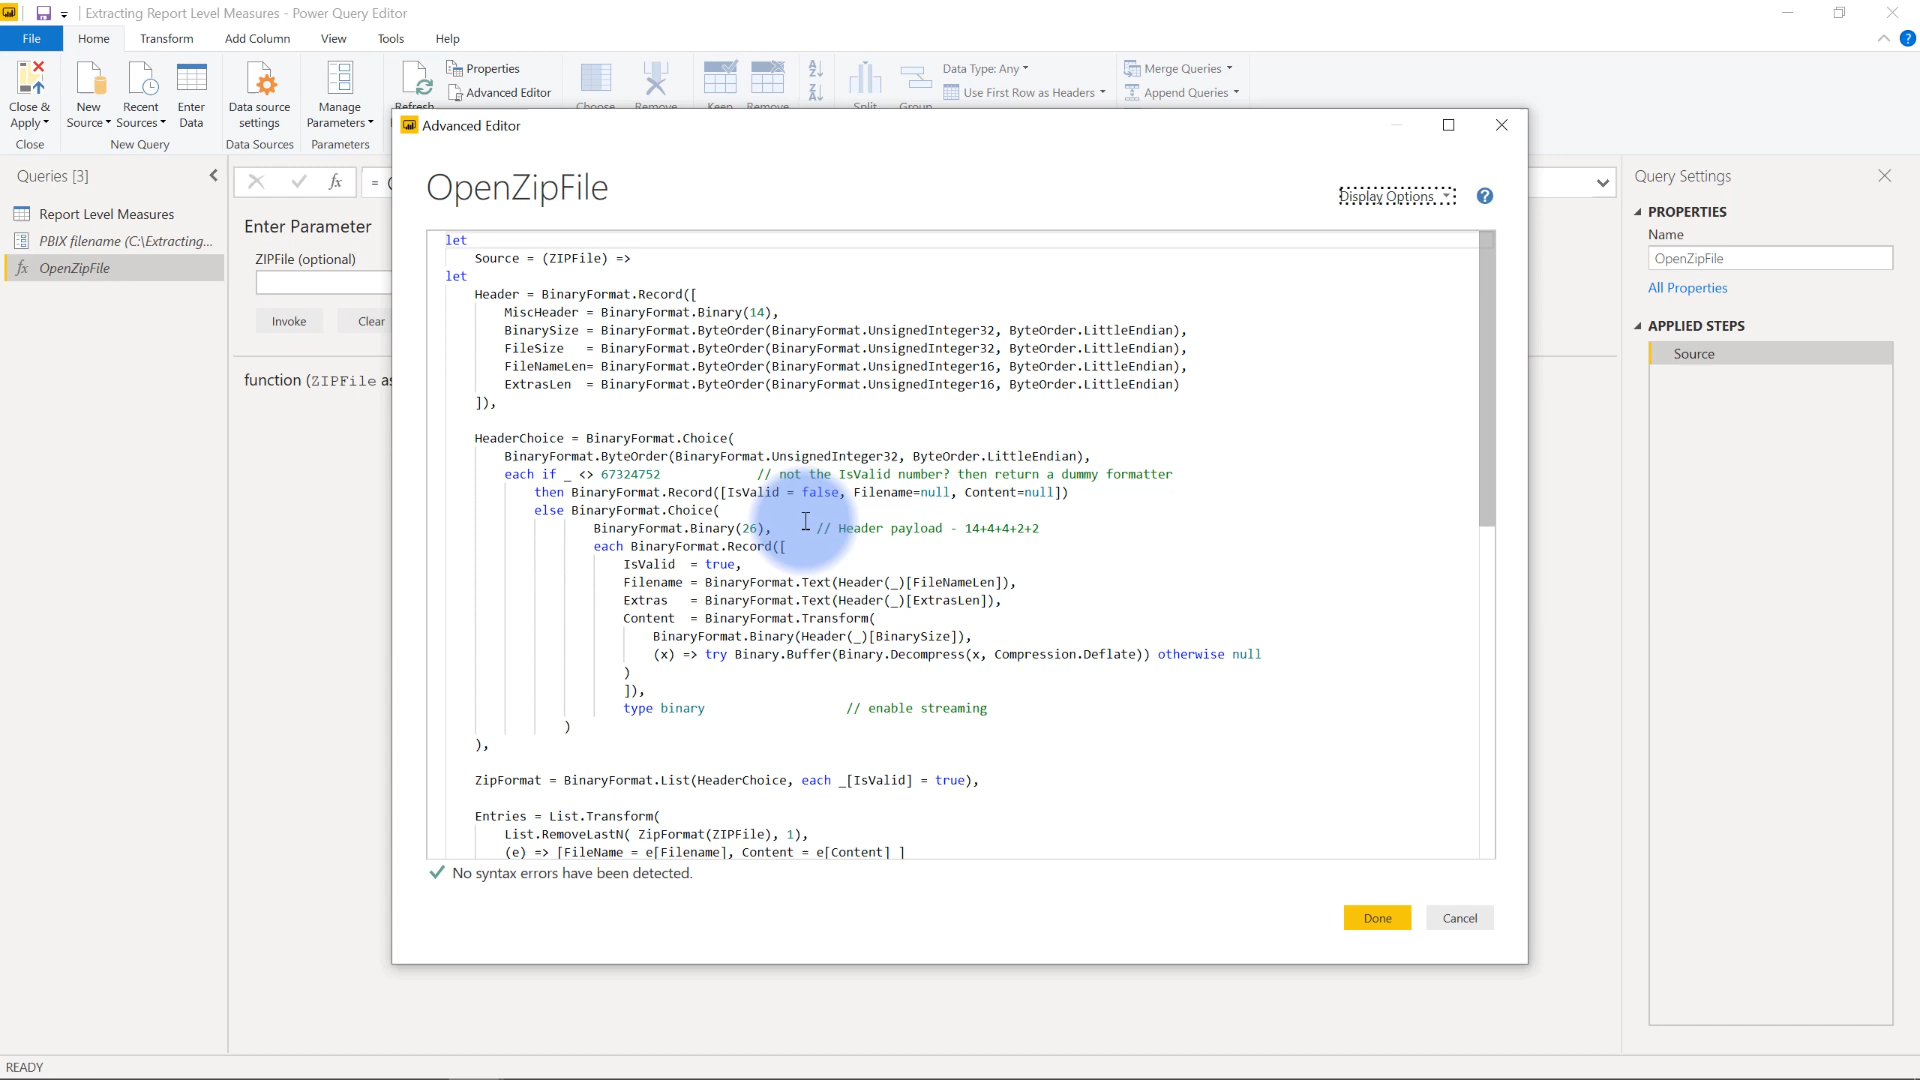 Extracting Report Level Measures - Power Query Editor
File Home Transform Add Column View Tools Help
Close & Apply
New Source
Recent Sources
Enter Data
Data source settings
Manage Parameters
Refresh
Properties
Advanced Editor
Choose
Remove
Keep
Remove
Split
Group
Data Type: Any
Use First Row as Headers
Merge Queries
Append Queries
Close
New Query
Data Sources
Parameters
Queries [3]
Report Level Measures
PBIX filename (C:\Extracting...
fx OpenZipFile
fx = (
Enter Parameter
ZIPFile (optional)
Invoke Clear
function (ZIPFile as
Advanced Editor
OpenZipFile
Display Options
let
Source = (ZIPFile) =>
let
Header = BinaryFormat.Record([
MiscHeader = BinaryFormat.Binary(14),
BinarySize = BinaryFormat.ByteOrder(BinaryFormat.UnsignedInteger32, ByteOrder.LittleEndian),
FileSize   = BinaryFormat.ByteOrder(BinaryFormat.UnsignedInteger32, ByteOrder.LittleEndian),
FileNameLen= BinaryFormat.ByteOrder(BinaryFormat.UnsignedInteger16, ByteOrder.LittleEndian),
ExtrasLen  = BinaryFormat.ByteOrder(BinaryFormat.UnsignedInteger16, ByteOrder.LittleEndian)
]),
HeaderChoice = BinaryFormat.Choice(
BinaryFormat.ByteOrder(BinaryFormat.UnsignedInteger32, ByteOrder.LittleEndian),
each if _ <> 67324752 // not the IsValid number? then return a dummy formatter
then BinaryFormat.Record([IsValid = false, Filename=null, Content=null])
else BinaryFormat.Choice(
BinaryFormat.Binary(26), // Header payload - 14+4+4+2+2
each BinaryFormat.Record([
IsValid  = true,
Filename = BinaryFormat.Text(Header(_)[FileNameLen]),
Extras   = BinaryFormat.Text(Header(_)[ExtrasLen]),
Content  = BinaryFormat.Transform(
BinaryFormat.Binary(Header(_)[BinarySize]),
(x) => try Binary.Buffer(Binary.Decompress(x, Compression.Deflate)) otherwise null
)
]),
type binary // enable streaming
)
),
ZipFormat = BinaryFormat.List(HeaderChoice, each _[IsValid] = true),
Entries = List.Transform(
List.RemoveLastN( ZipFormat(ZIPFile), 1),
(e) => [FileName = e[Filename], Content = e[Content] ]
No syntax errors have been detected.
Done Cancel
Query Settings
PROPERTIES
Name
OpenZipFile
All Properties
APPLIED STEPS
Source
READY